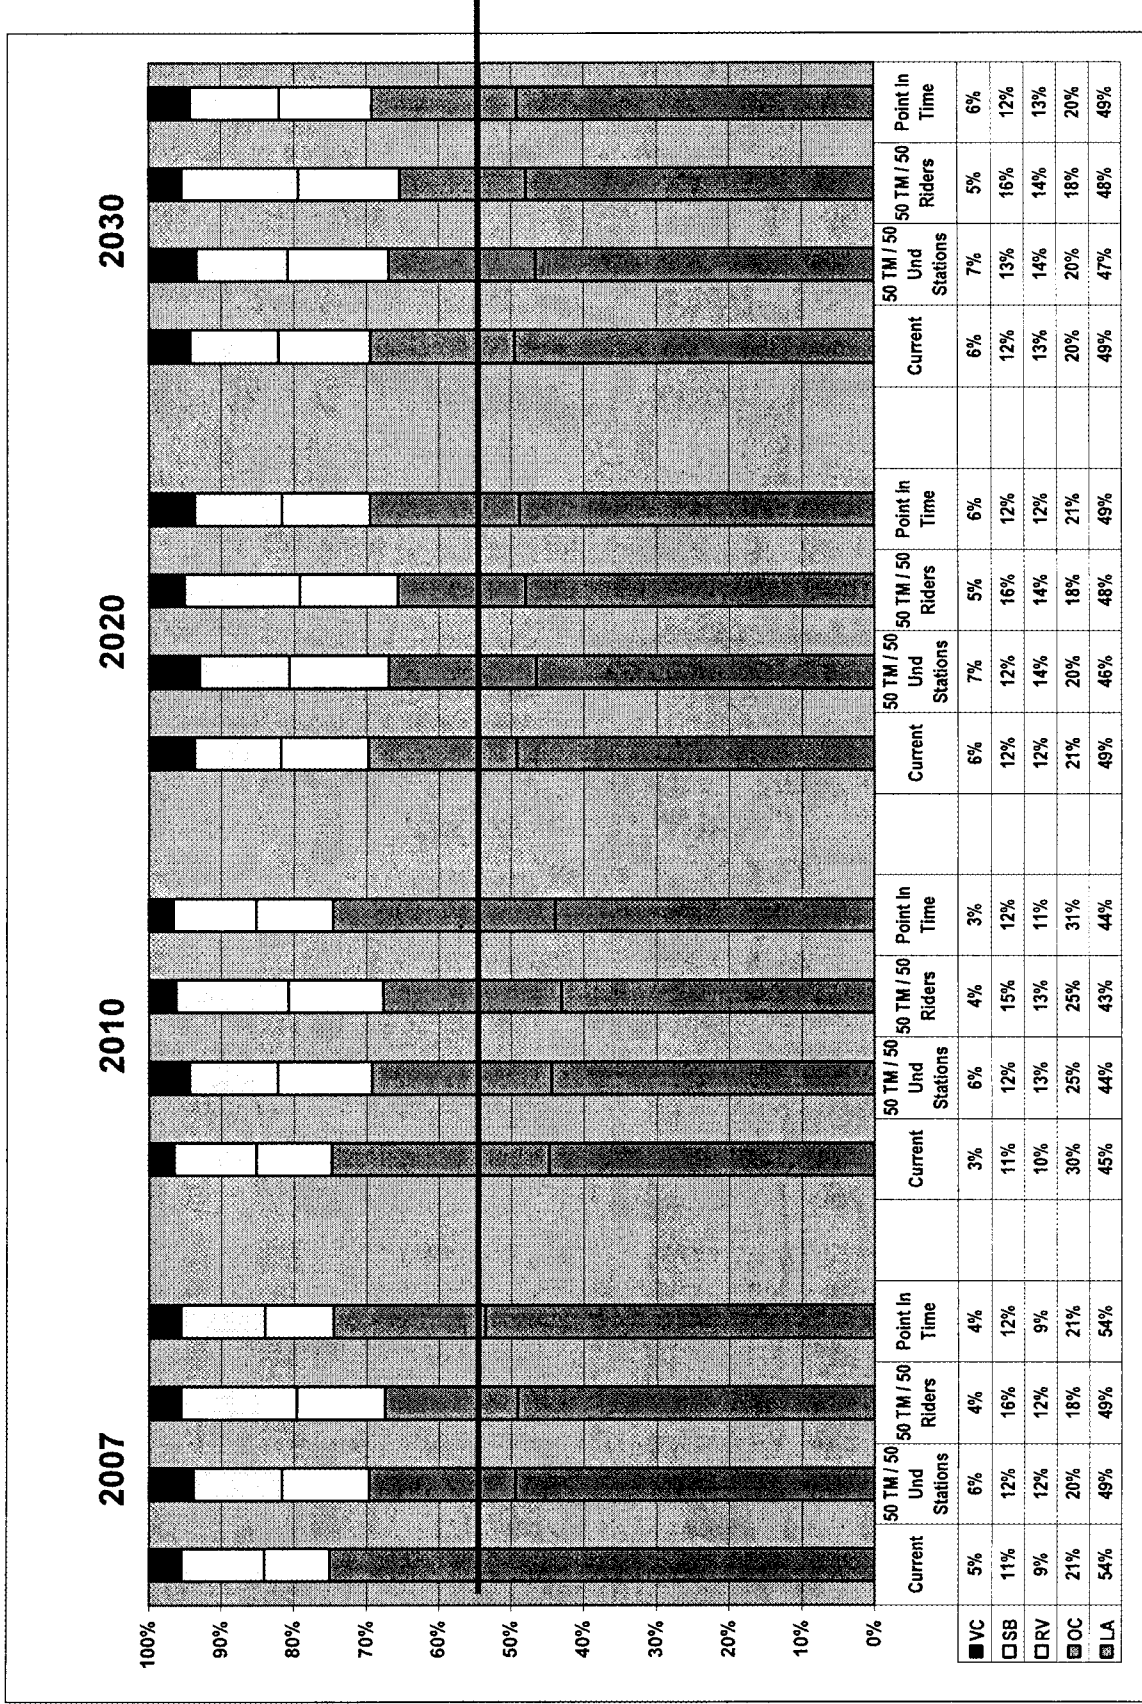 2007 2010 2020 2030
100%
90%
80%
70%
60%
50%
40%
30%
20%
10%
0%
Current 50 TM / 50 Und Stations 50 TM / 50 Riders Point In Time Current 50 TM / 50 Und Stations 50 TM / 50 Riders Point In Time Current 50 TM / 50 Und Stations 50 TM / 50 Riders Point In Time Current 50 TM / 50 Und Stations 50 TM / 50 Riders Point In Time
VC 5% 6% 4% 4% 3% 6% 4% 3% 6% 7% 5% 6% 6% 7% 5% 6%
SB 11% 12% 16% 12% 11% 12% 15% 12% 12% 12% 16% 12% 12% 13% 16% 12%
RV 9% 12% 12% 9% 10% 13% 13% 11% 12% 14% 14% 12% 13% 14% 14% 13%
OC 21% 20% 18% 21% 30% 25% 25% 31% 21% 20% 18% 21% 20% 20% 18% 20%
LA 54% 49% 49% 54% 45% 44% 43% 44% 49% 46% 48% 49% 49% 47% 48% 49%